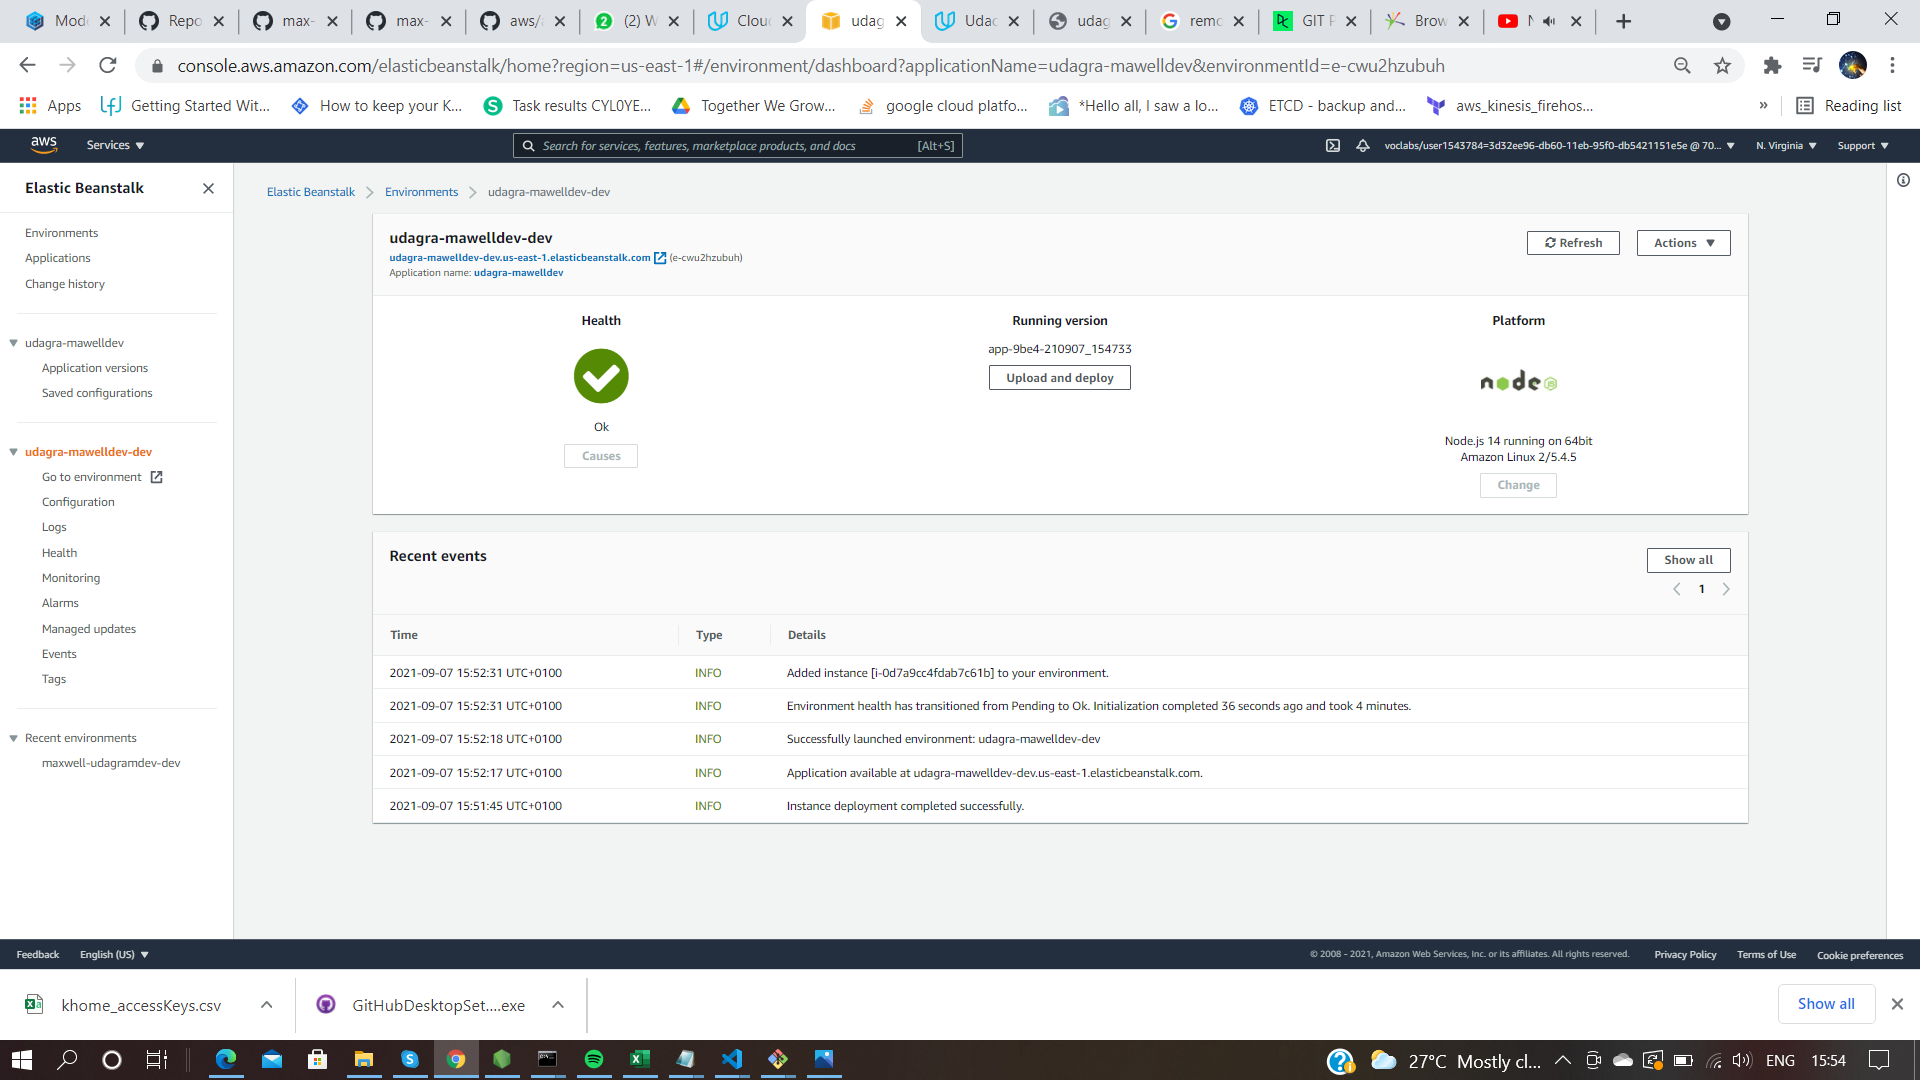 Mode
Repo
max-
max-
aws/
(2) W
Clou
udag
Udac
udag
remo
GIT F
Brow
console.aws.amazon.com/elasticbeanstalk/home?region=us-east-1#/environment/dashboard?applicationName=udagra-mawelldev&environmentId=e-cwu2hzubuh
Apps
Getting Started Wit...
How to keep your K...
Task results CYL0YE...
Together We Grow...
google cloud platfo...
*Hello all, I saw a lo...
ETCD - backup and...
aws_kinesis_firehos...
»
Reading list
aws
Services
Search for services, features, marketplace products, and docs
[Alt+S]
voclabs/user1543784=3d32ee96-db60-11eb-95f0-db5421151e5e @ 70...
N. Virginia
Support
Elastic Beanstalk
Environments
Applications
Change history
udagra-mawelldev
Application versions
Saved configurations
udagra-mawelldev-dev
Go to environment
Configuration
Logs
Health
Monitoring
Alarms
Managed updates
Events
Tags
Recent environments
maxwell-udagramdev-dev
Elastic Beanstalk
Environments
udagra-mawelldev-dev
udagra-mawelldev-dev
udagra-mawelldev-dev.us-east-1.elasticbeanstalk.com (e-cwu2hzubuh)
Application name: udagra-mawelldev
Refresh
Actions
Health
Ok
Causes
Running version
app-9be4-210907_154733
Upload and deploy
Platform
node JS
Node.js 14 running on 64bit
Amazon Linux 2/5.4.5
Change
Recent events
Show all
1
Time Type Details
2021-09-07 15:52:31 UTC+0100 INFO Added instance [i-0d7a9cc4fdab7c61b] to your environment.
2021-09-07 15:52:31 UTC+0100 INFO Environment health has transitioned from Pending to Ok. Initialization completed 36 seconds ago and took 4 minutes.
2021-09-07 15:52:18 UTC+0100 INFO Successfully launched environment: udagra-mawelldev-dev
2021-09-07 15:52:17 UTC+0100 INFO Application available at udagra-mawelldev-dev.us-east-1.elasticbeanstalk.com.
2021-09-07 15:51:45 UTC+0100 INFO Instance deployment completed successfully.
Feedback
English (US)
© 2008 - 2021, Amazon Web Services, Inc. or its affiliates. All rights reserved.
Privacy Policy
Terms of Use
Cookie preferences
khome_accessKeys.csv
GitHubDesktopSet....exe
Show all
27°C Mostly cl...
ENG
15:54